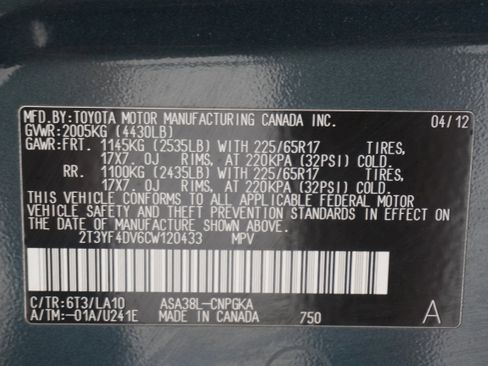 MFD.BY:TOYOTA MOTOR MANUFACTURING CANADA INC. 04/12
GVWR:2005KG (4430LB)
GAWR:FRT. 1145KG (2535LB) WITH 225/65R17 TIRES,
17X7.0J RIMS, AT 220KPA (32PSI) COLD.
RR. 1100KG (2435LB) WITH 225/65R17 TIRES,
17X7.0J RIMS, AT 220KPA (32PSI) COLD.
THIS VEHICLE CONFORMS TO ALL APPLICABLE FEDERAL MOTOR
VEHICLE SAFETY AND THEFT PREVENTION STANDARDS IN EFFECT
ON THE DATE OF MANUFACTURE SHOWN ABOVE.
2T3YF4DV6CW120433 MPV
C/TR:6T3/LA10 ASA38L-CNPGKA
A/TM:-01A/U241E MADE IN CANADA 750 A